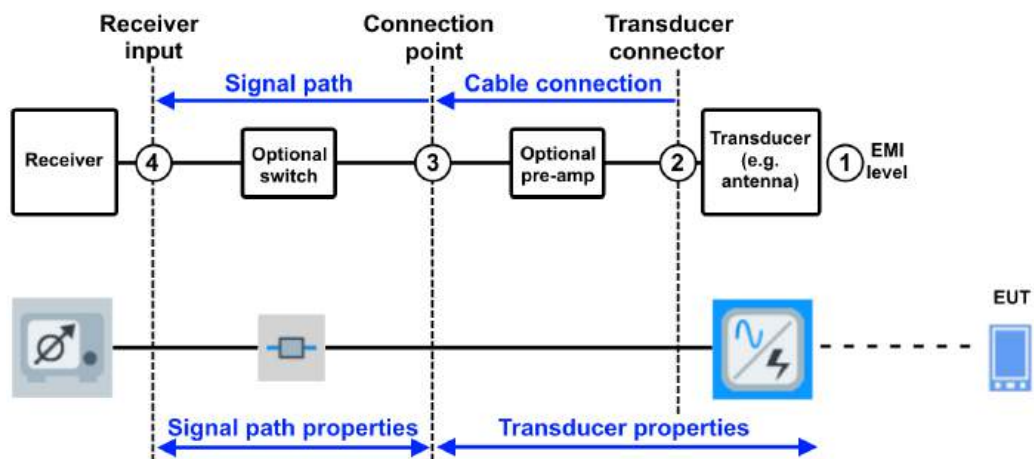 Receiver
input
Connection
point
Transducer
connector
Signal path
Cable connection
Receiver
4
Optional
switch
3
Optional
pre-amp
2
Transducer
(e.g.
antenna)
1
EMI
level
EUT
Signal path properties
Transducer properties